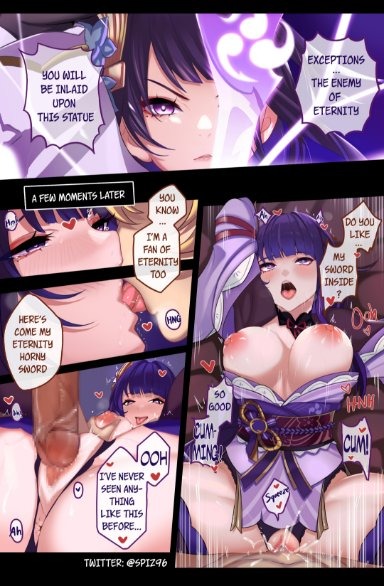 YOU WILL
BE INLAID
UPON
THIS STATUE
EXCEPTIONS
...
THE ENEMY
OF
ETERNITY
A FEW MOMENTS LATER
YOU
KNOW
...
I'M A
FAN OF
ETERNITY
TOO
HNG
HERE'S
COME MY
ETERNITY
HORNY
SWORD
OOH
I'VE NEVER
SEEN ANY-
THING
LIKE THIS
BEFORE...
Ah
DO YOU
LIKE
...
MY
SWORD
INSIDE
?
Ooh
HNH
SO
GOOD
CUM-
MING!
CUM!
Squeeze
TWITTER: @SPIZ96